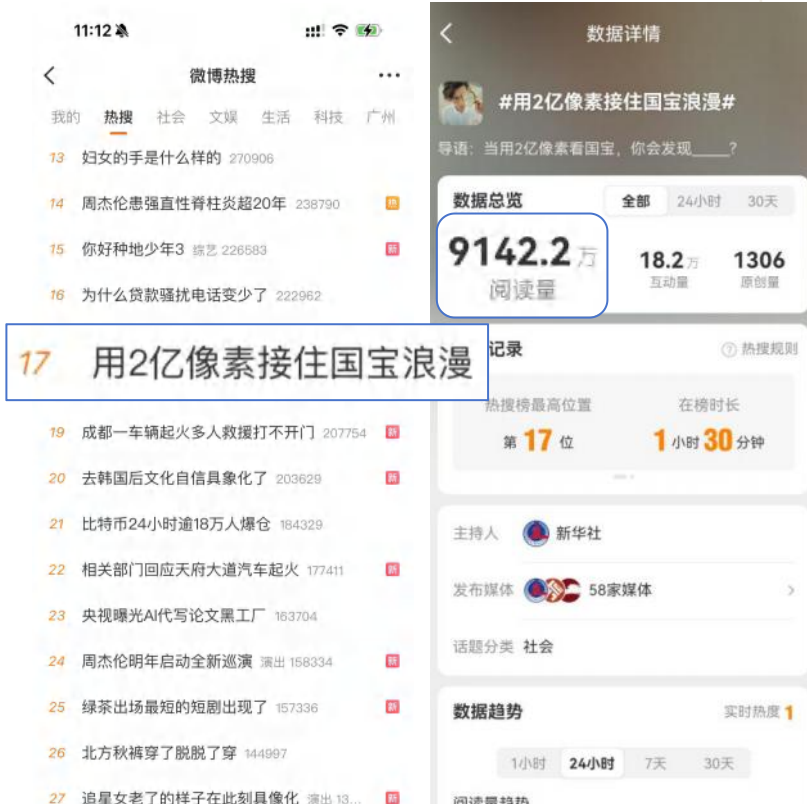 11:12
微博热搜
我的 热搜 社会 文娱 生活 科技 广州
13 妇女的手是什么样的 270906
14 周杰伦患强直性脊柱炎超20年 238790 热
15 你好种地少年3 综艺 226583 新
16 为什么贷款骚扰电话变少了 222962
17 用2亿像素接住国宝浪漫
19 成都一车辆起火多人救援打不开门 207754 新
20 去韩国后文化自信具象化了 203629 新
21 比特币24小时逾18万人爆仓 184329
22 相关部门回应天府大道汽车起火 177411 新
23 央视曝光AI代写论文黑工厂 163704
24 周杰伦明年启动全新巡演 演出 158334 新
25 绿茶出场最短的短剧出现了 157336 新
26 北方秋裤穿了脱脱了穿 144997
27 追星女老了的样子在此刻具像化 演出 13... 新
数据详情
#用2亿像素接住国宝浪漫#
导语：当用2亿像素看国宝，你会发现____？
数据总览 全部 24小时 30天
9142.2万 18.2万 1306
阅读量 互动量 原创量
记录 ? 热搜规则
热搜榜最高位置 在榜时长
第 17 位 1小时30分钟
主持人 新华社
发布媒体 58家媒体
话题分类 社会
数据趋势 实时热度 1
1小时 24小时 7天 30天
阅读量趋势